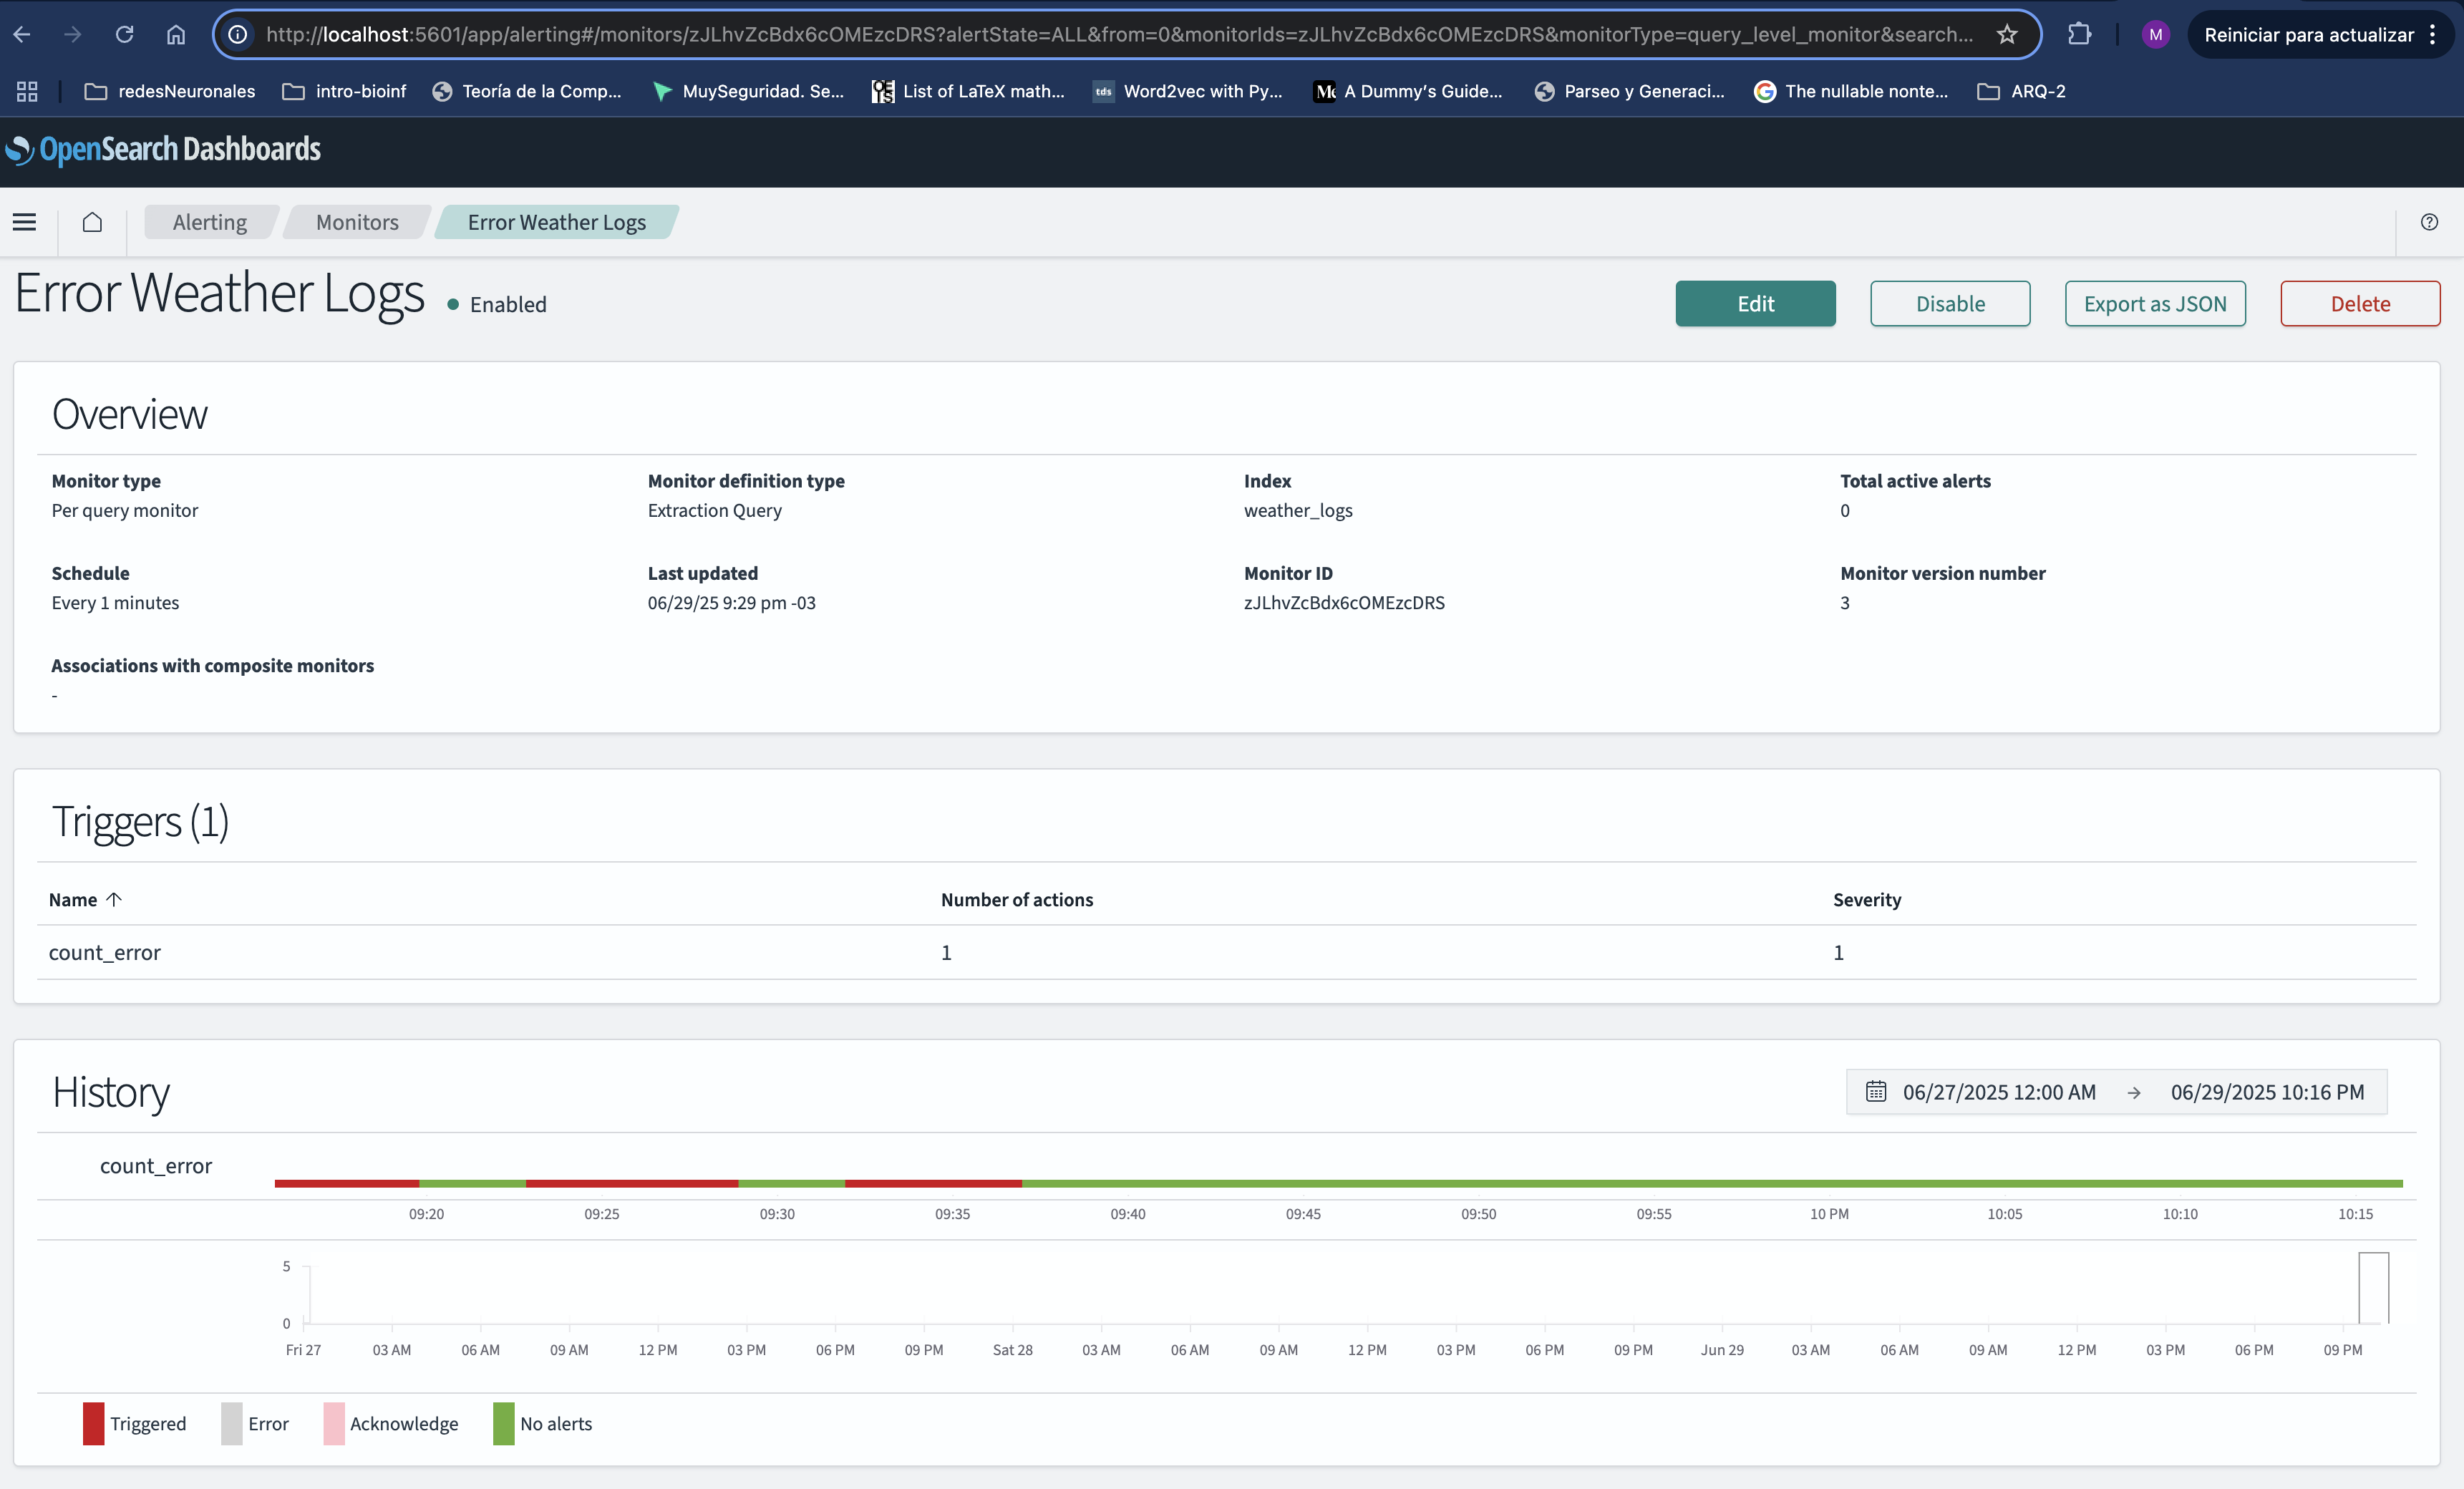 http://localhost:5601/app/alerting#/monitors/zJLhvZcBdx6cOMEzcDRS?alertState=ALL&from=0&monitorIds=zJLhvZcBdx6cOMEzcDRS&monitorType=query_level_monitor&search...
M
Reiniciar para actualizar
redesNeuronales
intro-bioinf
Teoría de la Comp...
MuySeguridad. Se...
List of LaTeX math...
tds
Word2vec with Py...
A Dummy's Guide...
Parseo y Generaci...
The nullable nonte...
ARQ-2
OpenSearch Dashboards
Alerting
Monitors
Error Weather Logs
Error Weather Logs
Enabled
Edit
Disable
Export as JSON
Delete
Overview
Monitor type
Per query monitor
Monitor definition type
Extraction Query
Index
weather_logs
Total active alerts
0
Schedule
Every 1 minutes
Last updated
06/29/25 9:29 pm -03
Monitor ID
zJLhvZcBdx6cOMEzcDRS
Monitor version number
3
Associations with composite monitors
-
Triggers (1)
Name Number of actions Severity
count_error 1 1
History
06/27/2025 12:00 AM → 06/29/2025 10:16 PM
count_error
09:20 09:25 09:30 09:35 09:40 09:45 09:50 09:55 10 PM 10:05 10:10 10:15
5
0
Fri 27 03 AM 06 AM 09 AM 12 PM 03 PM 06 PM 09 PM Sat 28 03 AM 06 AM 09 AM 12 PM 03 PM 06 PM 09 PM Jun 29 03 AM 06 AM 09 AM 12 PM 03 PM 06 PM 09 PM
Triggered
Error
Acknowledge
No alerts